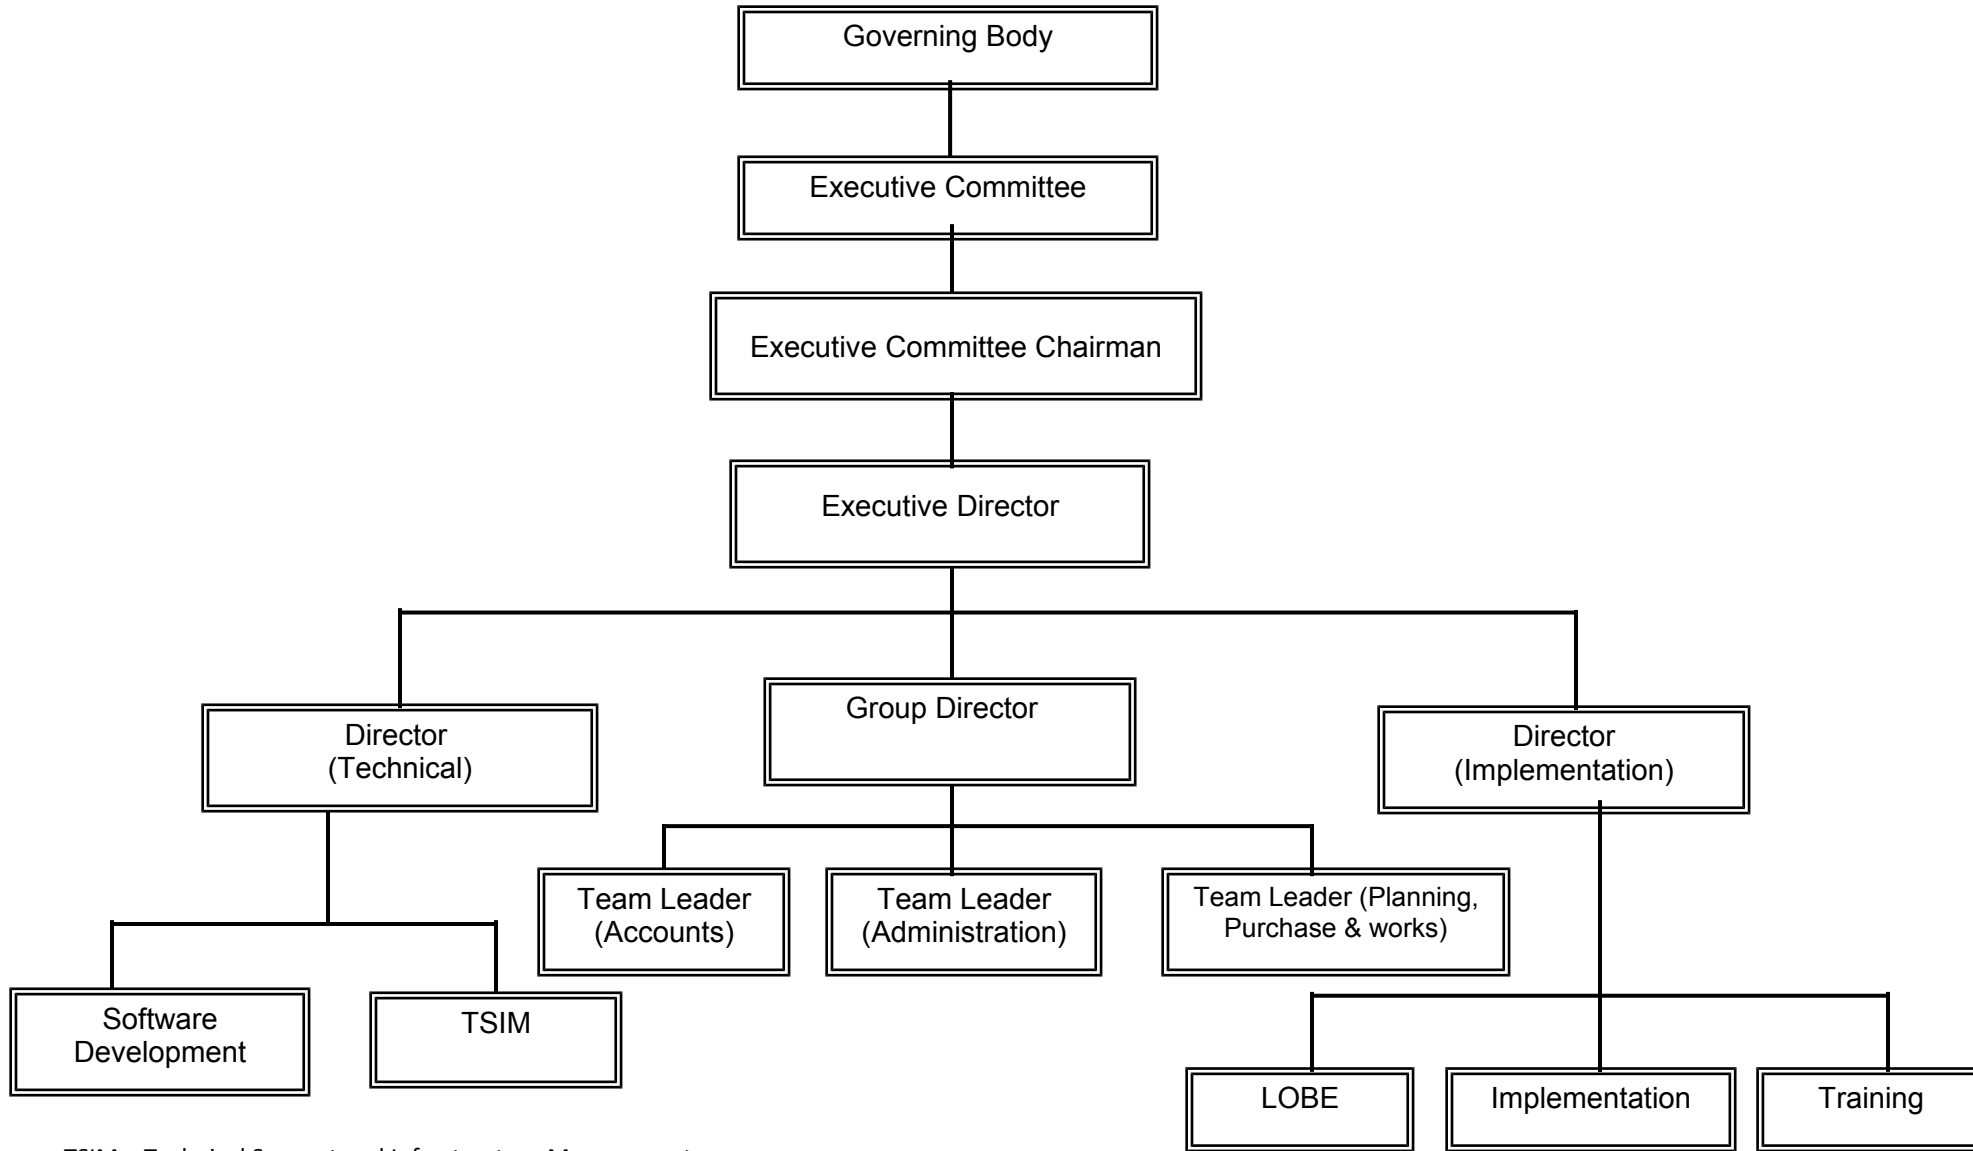 Governing Body
Executive Committee
Executive Committee Chairman
Executive Director
Director
(Technical)
Group Director
Director
(Implementation)
Team Leader
(Accounts)
Team Leader
(Administration)
Team Leader (Planning,
Purchase & works)
Software
Development
TSIM
LOBE
Implementation
Training